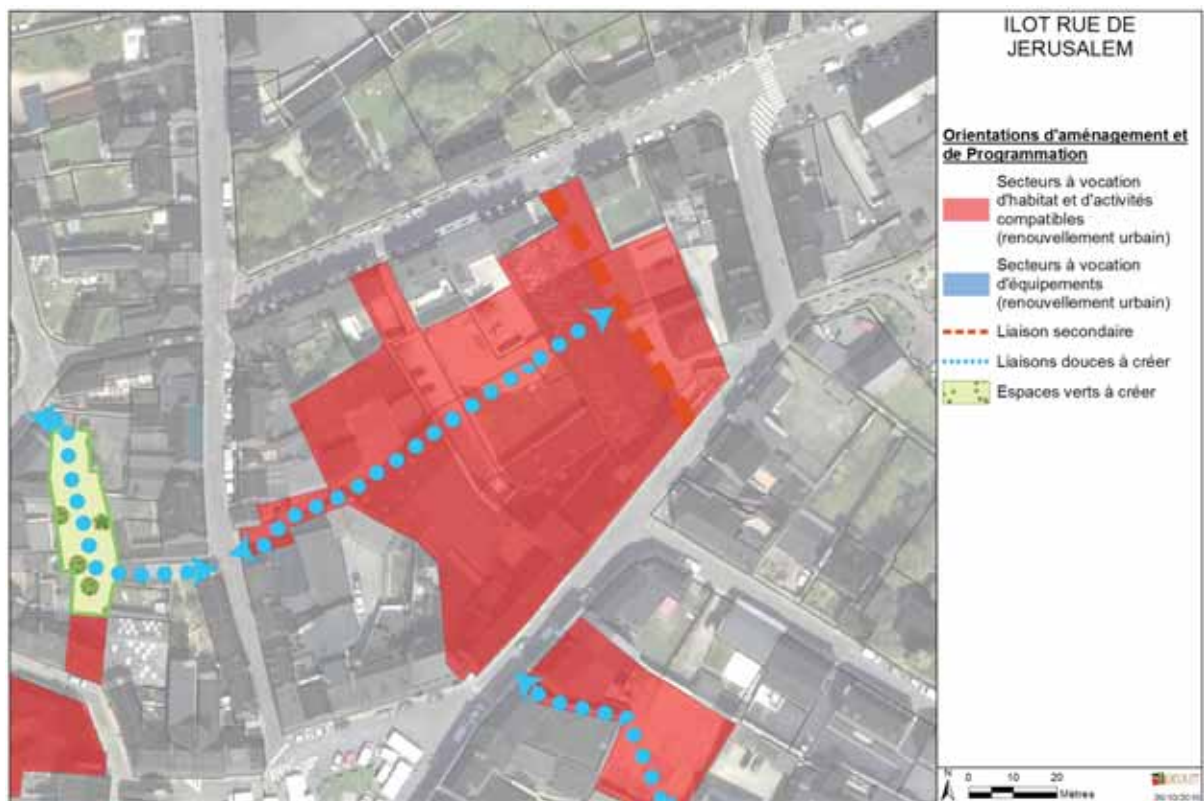 ILOT RUE DE
JERUSALEM
Orientations d'aménagement et
de Programmation
Secteurs à vocation
d'habitat et d'activités
compatibles
(renouvellement urbain)
Secteurs à vocation
d'équipements
(renouvellement urbain)
Liaison secondaire
Liaisons douces à créer
Espaces verts à créer
N
0 10 20
Mètres